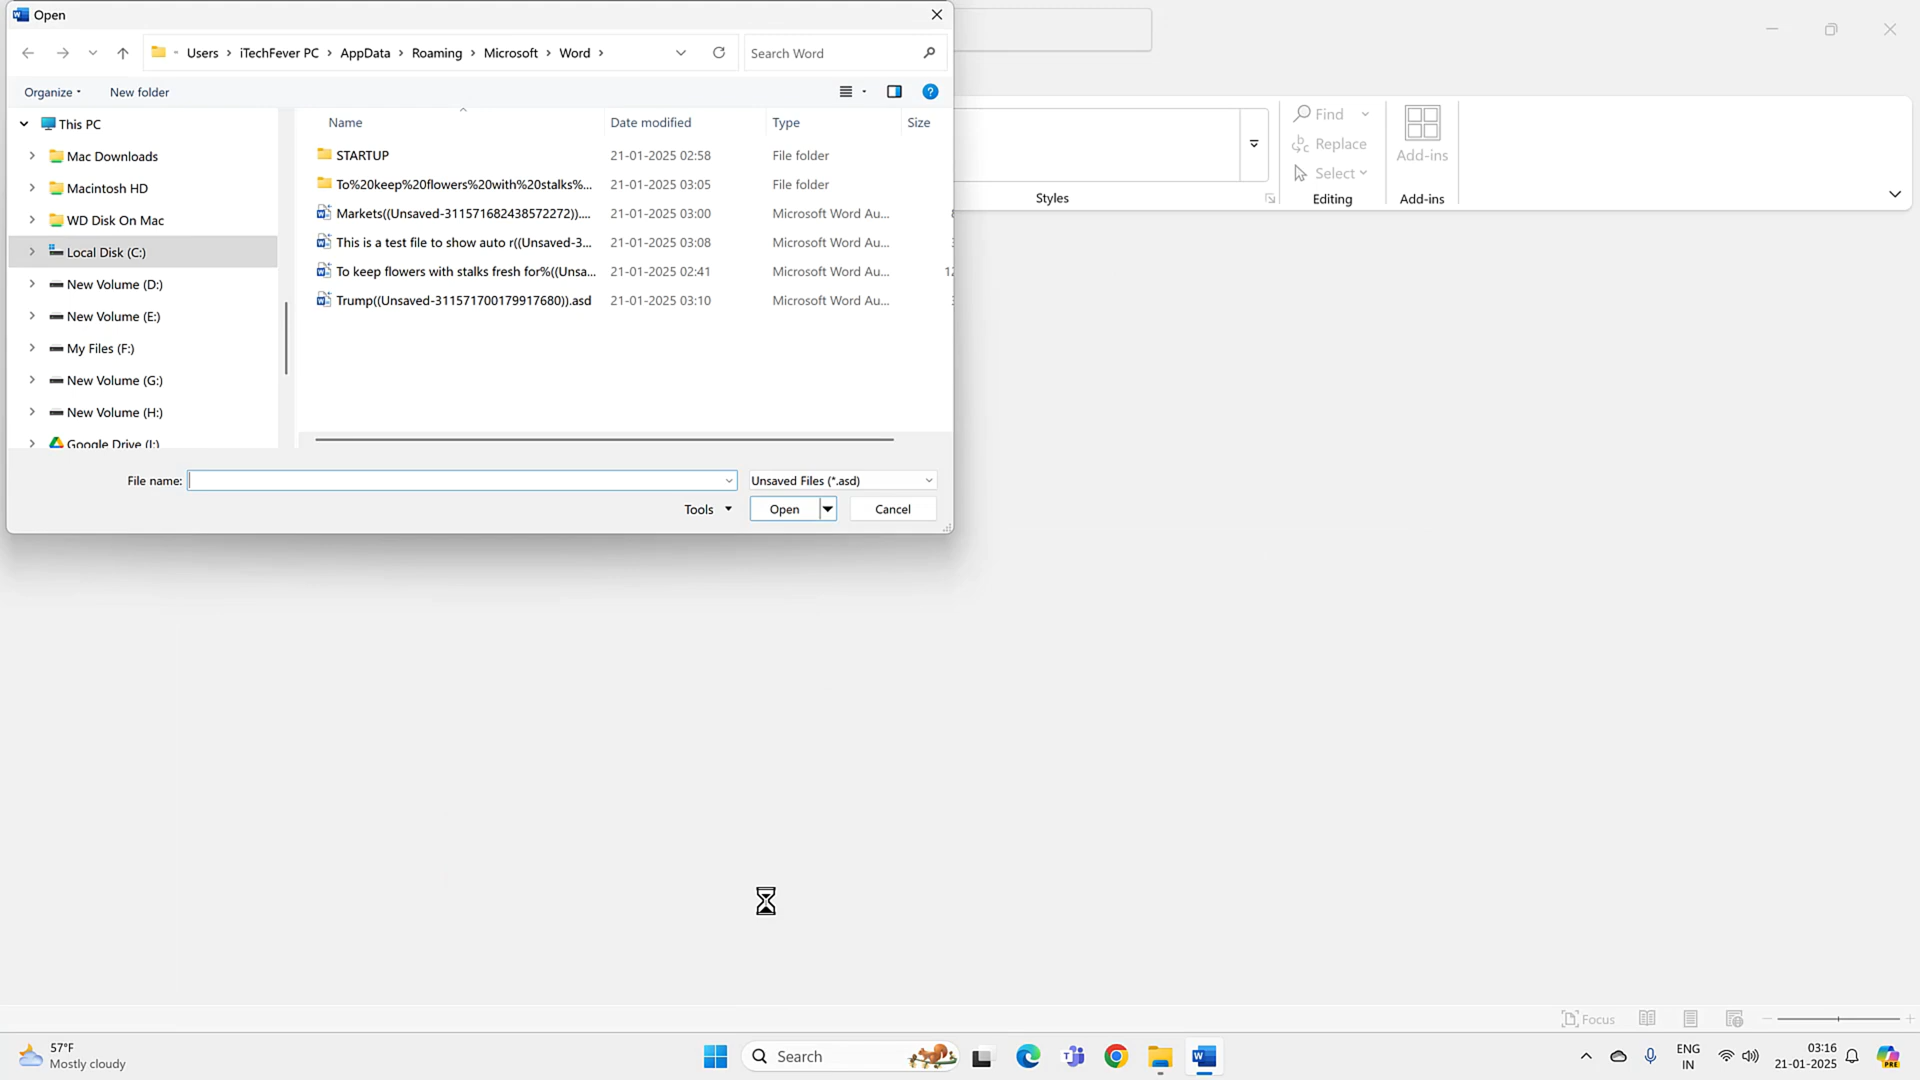 Open
Users > iTechFever PC > AppData > Roaming > Microsoft > Word >
Search Word
Organize
New folder
This PC
Mac Downloads
Macintosh HD
WD Disk On Mac
Local Disk (C:)
New Volume (D:)
New Volume (E:)
My Files (F:)
New Volume (G:)
New Volume (H:)
Google Drive (I:)
Name Date modified Type Size
STARTUP 21-01-2025 02:58 File folder
To%20keep%20flowers%20with%20stalks%... 21-01-2025 03:05 File folder
Markets((Unsaved-311571682438572272)).... 21-01-2025 03:00 Microsoft Word Au...
This is a test file to show auto r((Unsaved-3... 21-01-2025 03:08 Microsoft Word Au...
To keep flowers with stalks fresh for%((Unsa... 21-01-2025 02:41 Microsoft Word Au... 12
Trump((Unsaved-311571700179917680)).asd 21-01-2025 03:10 Microsoft Word Au...
File name:
Unsaved Files (*.asd)
Tools
Open
Cancel
Find
Replace
Select
Add-ins
Styles
Editing
Add-ins
Focus
57°F
Mostly cloudy
Search
ENG
IN
03:16
21-01-2025
PRE